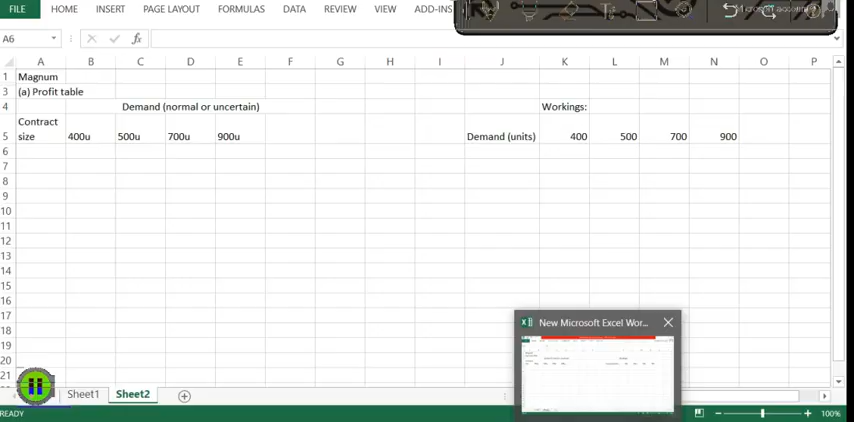 FILE HOME INSERT PAGE LAYOUT FORMULAS DATA REVIEW VIEW ADD-INS Microsoft account
A6 fx
A B C D E F G H I J K L M N O P
1 Magnum
3 (a) Profit table
4 Demand (normal or uncertain) Workings:
Contract
5 size 400u 500u 700u 900u Demand (units) 400 500 700 900
6
7
8
9
10
11
12
13
14
15
16
17
18
19
20
21
New Microsoft Excel Wor...
Sheet1 Sheet2
READY 100%